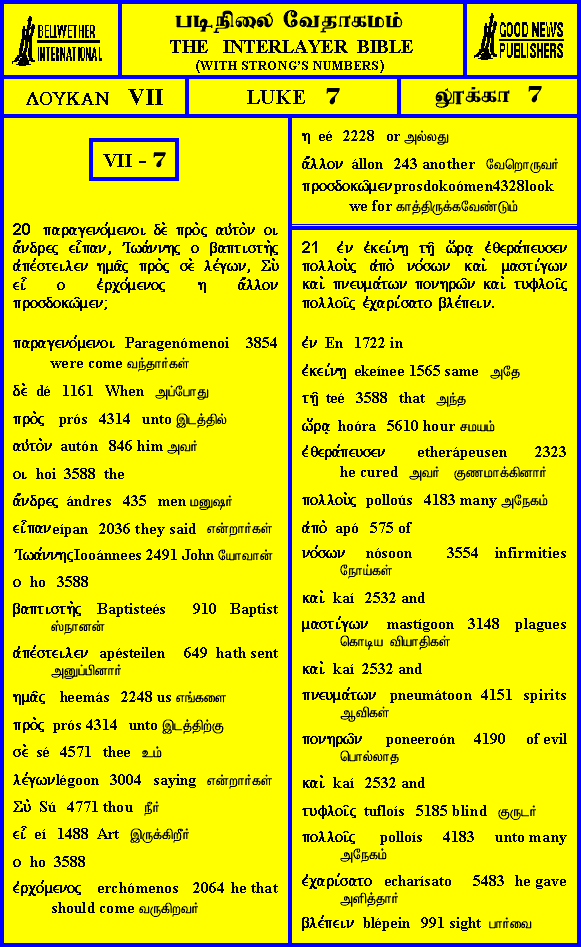 BELLWETHER
INTERNATIONAL
படிநிலை வேதாகமம்
THE INTERLAYER BIBLE
(WITH STRONG'S NUMBERS)
GOOD NEWS
PUBLISHERS
ΛΟΥΚΑΝ VII
LUKE 7
லூக்கா 7
VII - 7
20 παραγενόμενοι δὲ πρὸς αὐτὸν οι
ἄνδρες εἶπαν, Ἰωάννης ο βαπτιστὴς
ἀπέστειλεν ημᾶς πρὸς σὲ λέγων, Σὺ
εἶ ο ἐρχόμενος η ἄλλον
προσδοκῶμεν;
παραγενόμενοι Paragenómenoi 3854
were come வந்தார்கள்
δὲ dé 1161 When அப்போது
πρὸς prós 4314 unto இடத்தில்
αὐτὸν autón 846 him அவர்
οι hoi 3588 the
ἄνδρες ándres 435 men மனுஷர்
εἶπαν eípan 2036 they said என்றார்கள்
Ἰωάννης Iooánnees 2491 John யோவான்
ο ho 3588
βαπτιστὴς Baptisteés 910 Baptist
ஸ்நானன்
ἀπέστειλεν apésteilen 649 hath sent
அனுப்பினார்
ημᾶς heemás 2248 us எங்களை
πρὸς prós 4314 unto இடத்திற்கு
σὲ sé 4571 thee உம்
λέγων légoon 3004 saying என்றார்கள்
Σὺ Sú 4771 thou நீர்
εἶ eí 1488 Art இருக்கிறீர்
ο ho 3588
ἐρχόμενος erchómenos 2064 he that
should come வருகிறவர்
η eé 2228 or அல்லது
ἄλλον állon 243 another வேறொருவர்
προσδοκῶμεν prosdokoómen 4328 look
we for காத்திருக்கவேண்டும்
21 ἐν ἐκείνῃ τῇ ὥρᾳ ἐθεράπευσεν
πολλοὺς ἀπὸ νόσων καὶ μαστίγων
καὶ πνευμάτων πονηρῶν καὶ τυφλοῖς
πολλοῖς ἐχαρίσατο βλέπειν.
ἐν En 1722 in
ἐκείνῃ ekeínee 1565 same அதே
τῇ teé 3588 that அந்த
ὥρᾳ hoóra 5610 hour சமயம்
ἐθεράπευσεν etherápeusen 2323
he cured அவர் குணமாக்கினார்
πολλοὺς polloús 4183 many அநேகம்
ἀπὸ apó 575 of
νόσων nósoon 3554 infirmities
நோய்கள்
καὶ kaí 2532 and
μαστίγων mastígoon 3148 plagues
கொடிய வியாதிகள்
καὶ kaí 2532 and
πνευμάτων pneumátoon 4151 spirits
ஆவிகள்
πονηρῶν poneeroón 4190 of evil
பொல்லாத
καὶ kaí 2532 and
τυφλοῖς tufloís 5185 blind குருடர்
πολλοῖς polloís 4183 unto many
அநேகம்
ἐχαρίσατο echarísato 5483 he gave
அளித்தார்
βλέπειν blépein 991 sight பார்வை